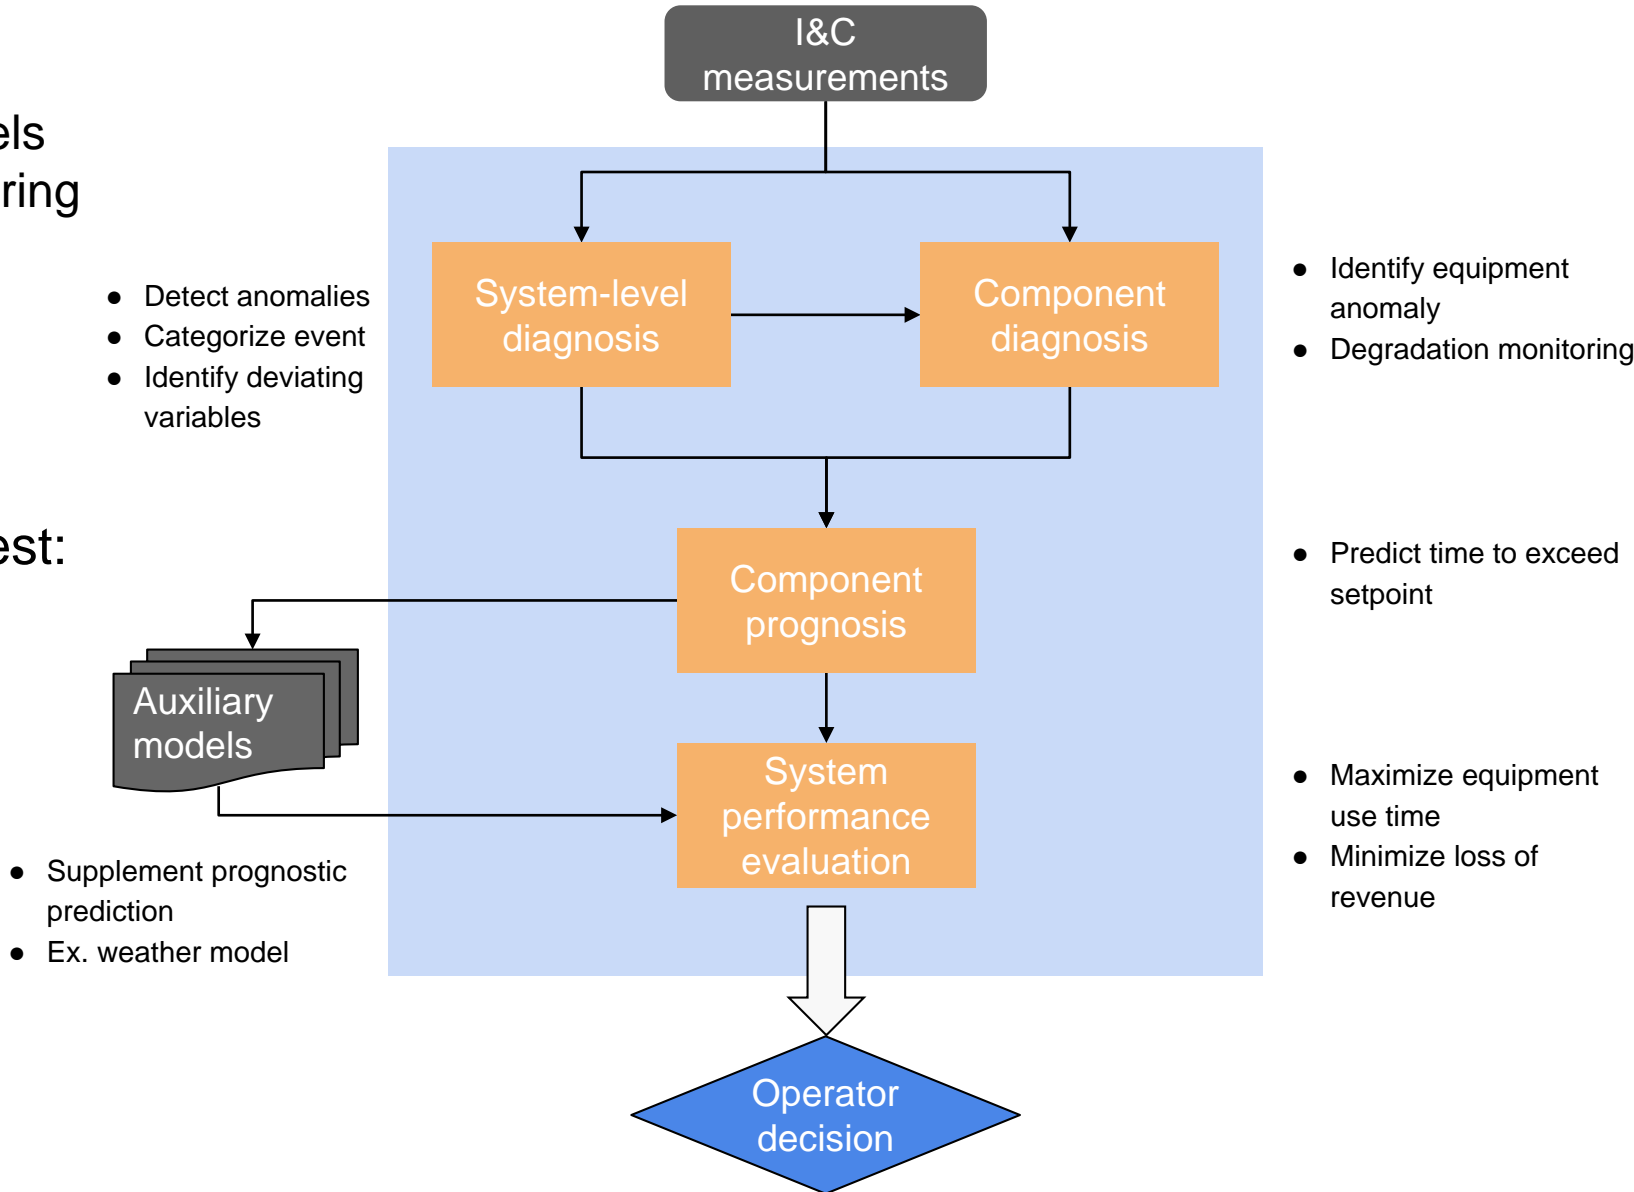 I&C
measurements
els
ring
● Detect anomalies
● Categorize event
● Identify deviating
variables
System-level
diagnosis
Component
diagnosis
● Identify equipment
anomaly
● Degradation monitoring
est:
Component
prognosis
● Predict time to exceed
setpoint
Auxiliary
models
System
performance
evaluation
● Maximize equipment
use time
● Minimize loss of
revenue
● Supplement prognostic
prediction
● Ex. weather model
Operator
decision